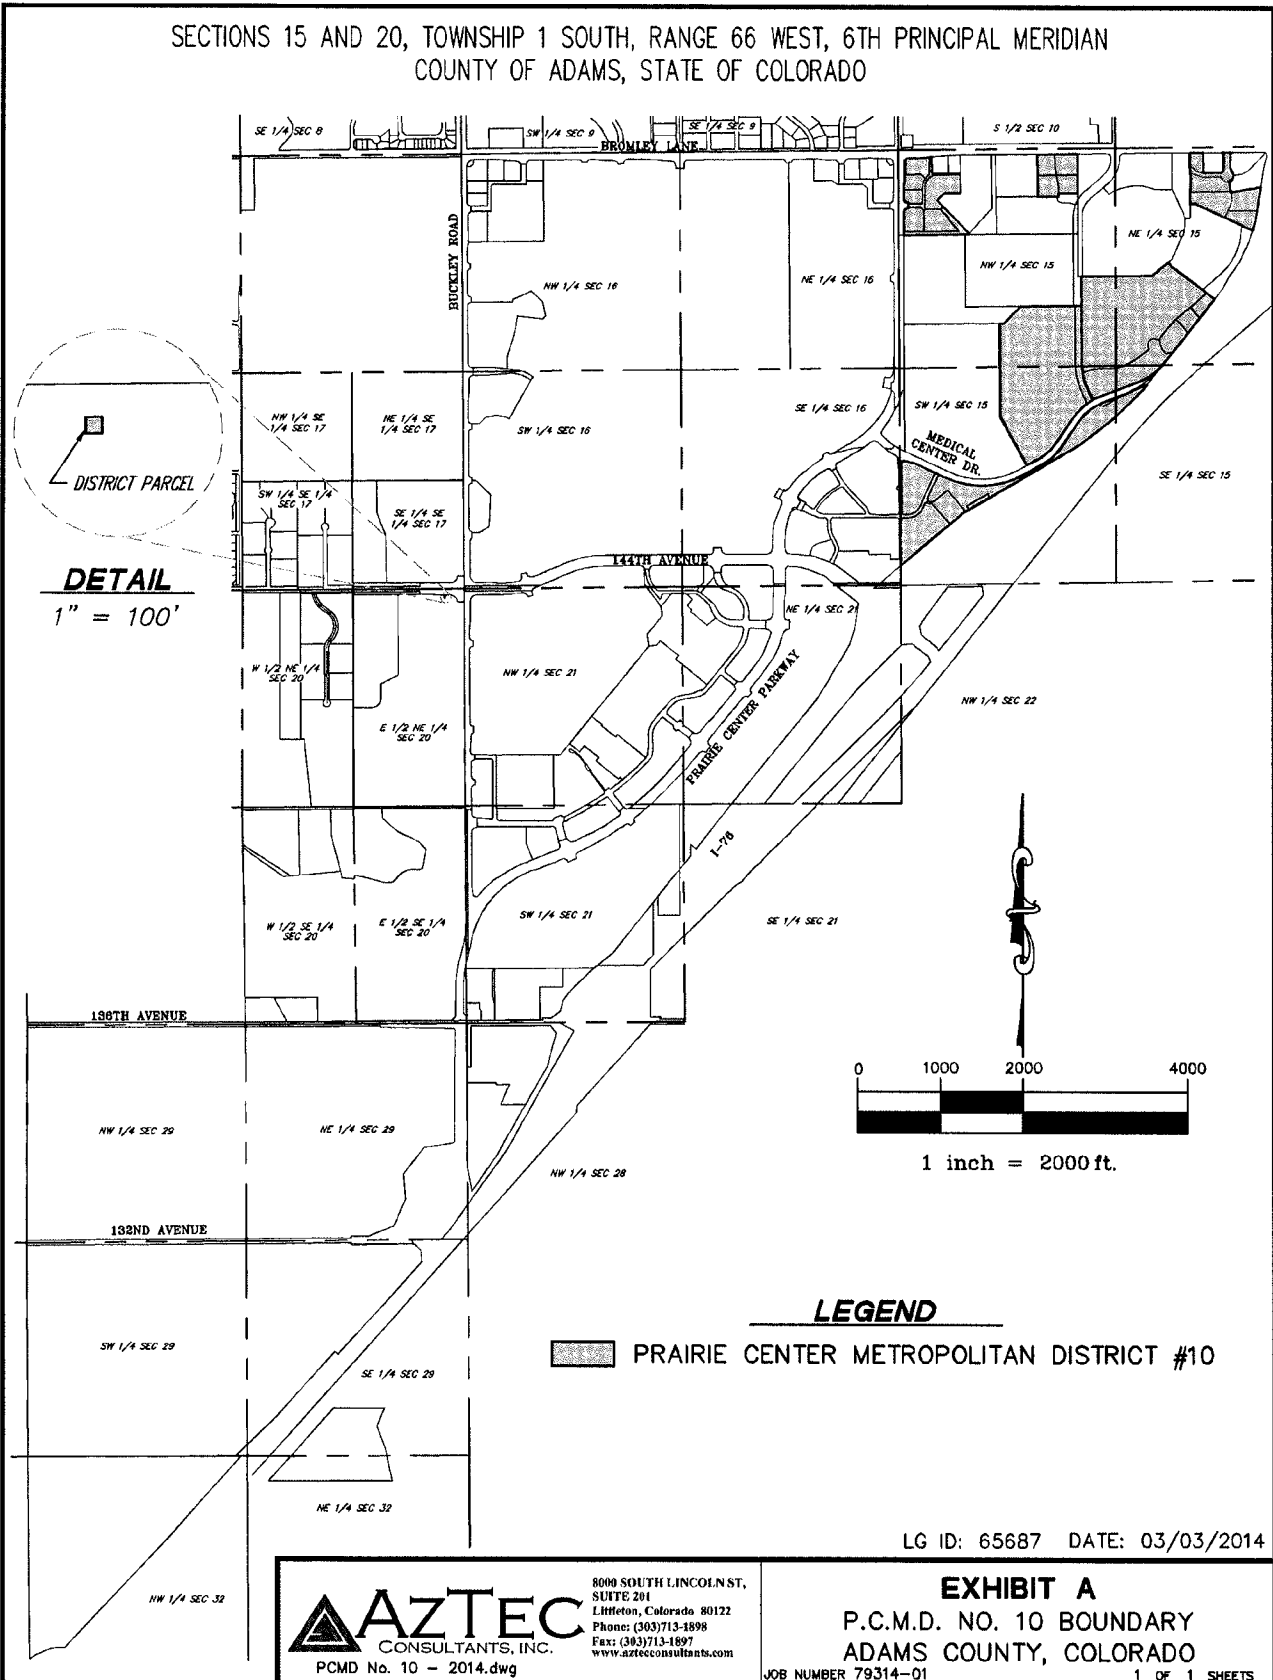 SECTIONS 15 AND 20, TOWNSHIP 1 SOUTH, RANGE 66 WEST, 6TH PRINCIPAL MERIDIAN
COUNTY OF ADAMS, STATE OF COLORADO
SE 1/4 SEC 8
SW 1/4 SEC 9
SE 1/4 SEC 9
S 1/2 SEC 10
BROMLEY LANE
BUCKLEY ROAD
NE 1/4 SEC 15
NW 1/4 SEC 15
NW 1/4 SEC 16
NE 1/4 SEC 16
NW 1/4 SE
1/4 SEC 17
NE 1/4 SE
1/4 SEC 17
SW 1/4 SEC 16
SE 1/4 SEC 16
SW 1/4 SEC 15
MEDICAL
CENTER DR.
SE 1/4 SEC 15
DISTRICT PARCEL
SW 1/4 SE 1/4
SEC 17
SE 1/4 SE
1/4 SEC 17
144TH AVENUE
DETAIL
1" = 100'
NE 1/4 SEC 21
W 1/2 NE 1/4
SEC 20
NW 1/4 SEC 21
NW 1/4 SEC 22
E 1/2 NE 1/4
SEC 20
PRAIRIE CENTER PARKWAY
I-76
W 1/2 SE 1/4
SEC 20
E 1/2 SE 1/4
SEC 20
SW 1/4 SEC 21
SE 1/4 SEC 21
136TH AVENUE
0 1000 2000 4000
1 inch = 2000 ft.
NW 1/4 SEC 29
NE 1/4 SEC 29
NW 1/4 SEC 28
132ND AVENUE
LEGEND
PRAIRIE CENTER METROPOLITAN DISTRICT #10
SW 1/4 SEC 29
SE 1/4 SEC 29
NE 1/4 SEC 32
NW 1/4 SEC 32
LG ID: 65687 DATE: 03/03/2014
AZTEC
CONSULTANTS, INC.
8000 SOUTH LINCOLN ST,
SUITE 201
Littleton, Colorado 80122
Phone: (303)713-1898
Fax: (303)713-1897
www.aztecconsultants.com
PCMD No. 10 - 2014.dwg
EXHIBIT A
P.C.M.D. NO. 10 BOUNDARY
ADAMS COUNTY, COLORADO
JOB NUMBER 79314-01 1 OF 1 SHEETS